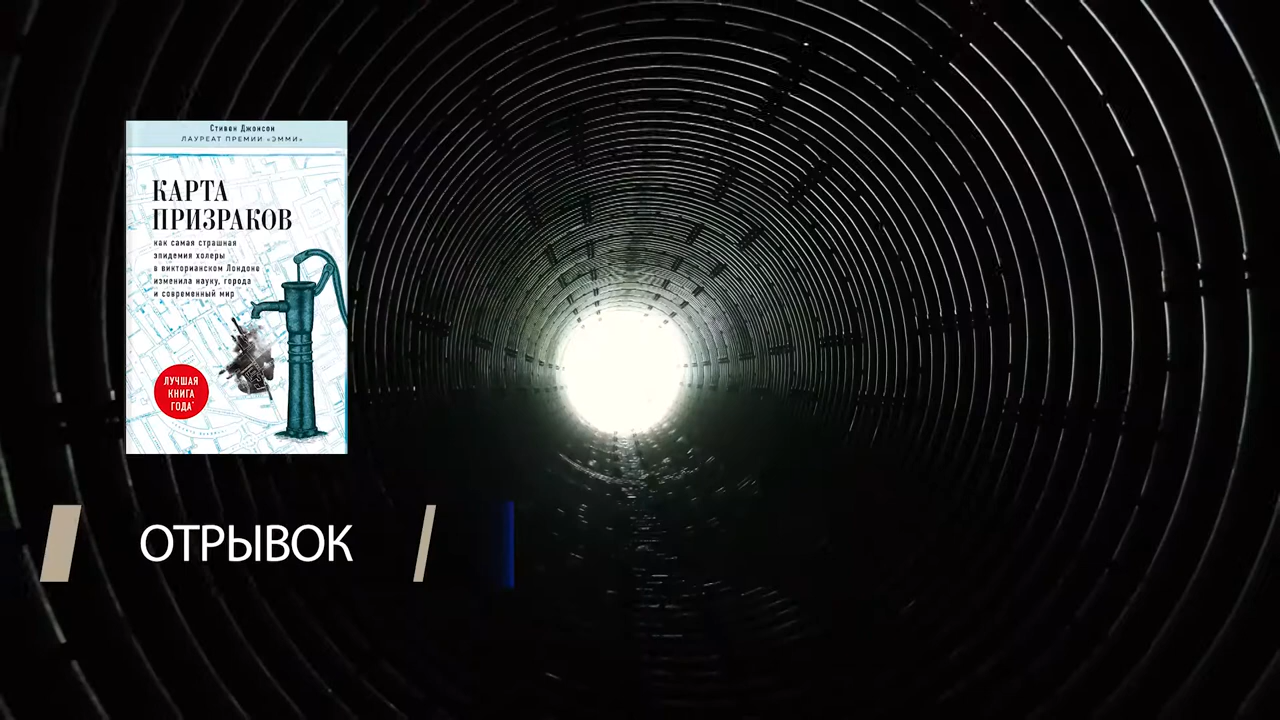 Стивен Джонсон
ЛАУРЕАТ ПРЕМИИ «ЭММИ»
КАРТА
ПРИЗРАКОВ
как самая страшная
эпидемия холеры
в викторианском Лондоне
изменила науку, города
и современный мир
ЛУЧШАЯ
КНИГА
ГОДА*
ОТРЫВОК